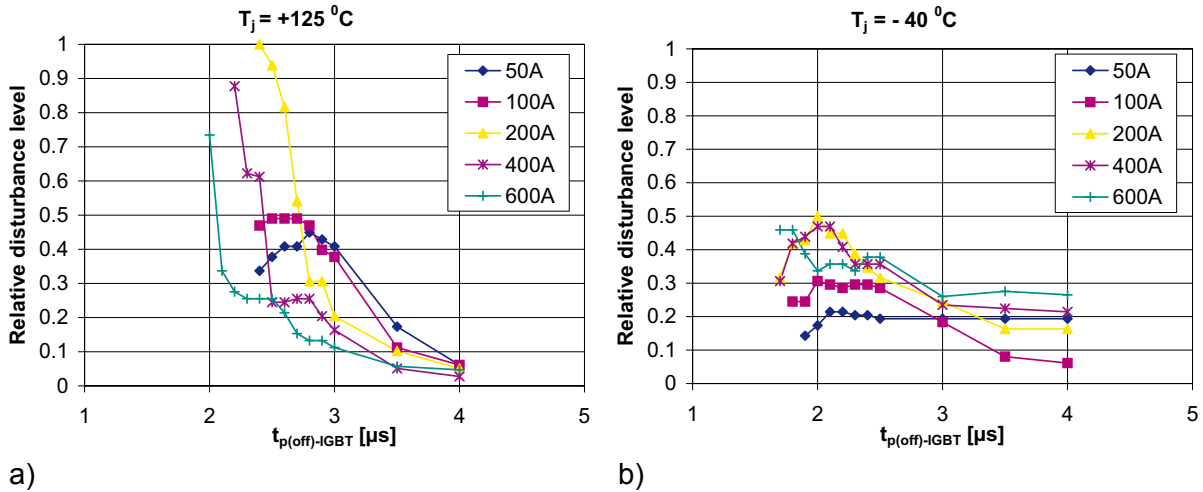 T_j = +125 ⁰C
Relative disturbance level
1
0.9
0.8
0.7
0.6
0.5
0.4
0.3
0.2
0.1
0
1 2 3 4 5
t_p(off)-IGBT [µs]
50A
100A
200A
400A
600A
a)
T_j = - 40 ⁰C
Relative disturbance level
1
0.9
0.8
0.7
0.6
0.5
0.4
0.3
0.2
0.1
0
1 2 3 4 5
t_p(off)-IGBT [µs]
50A
100A
200A
400A
600A
b)